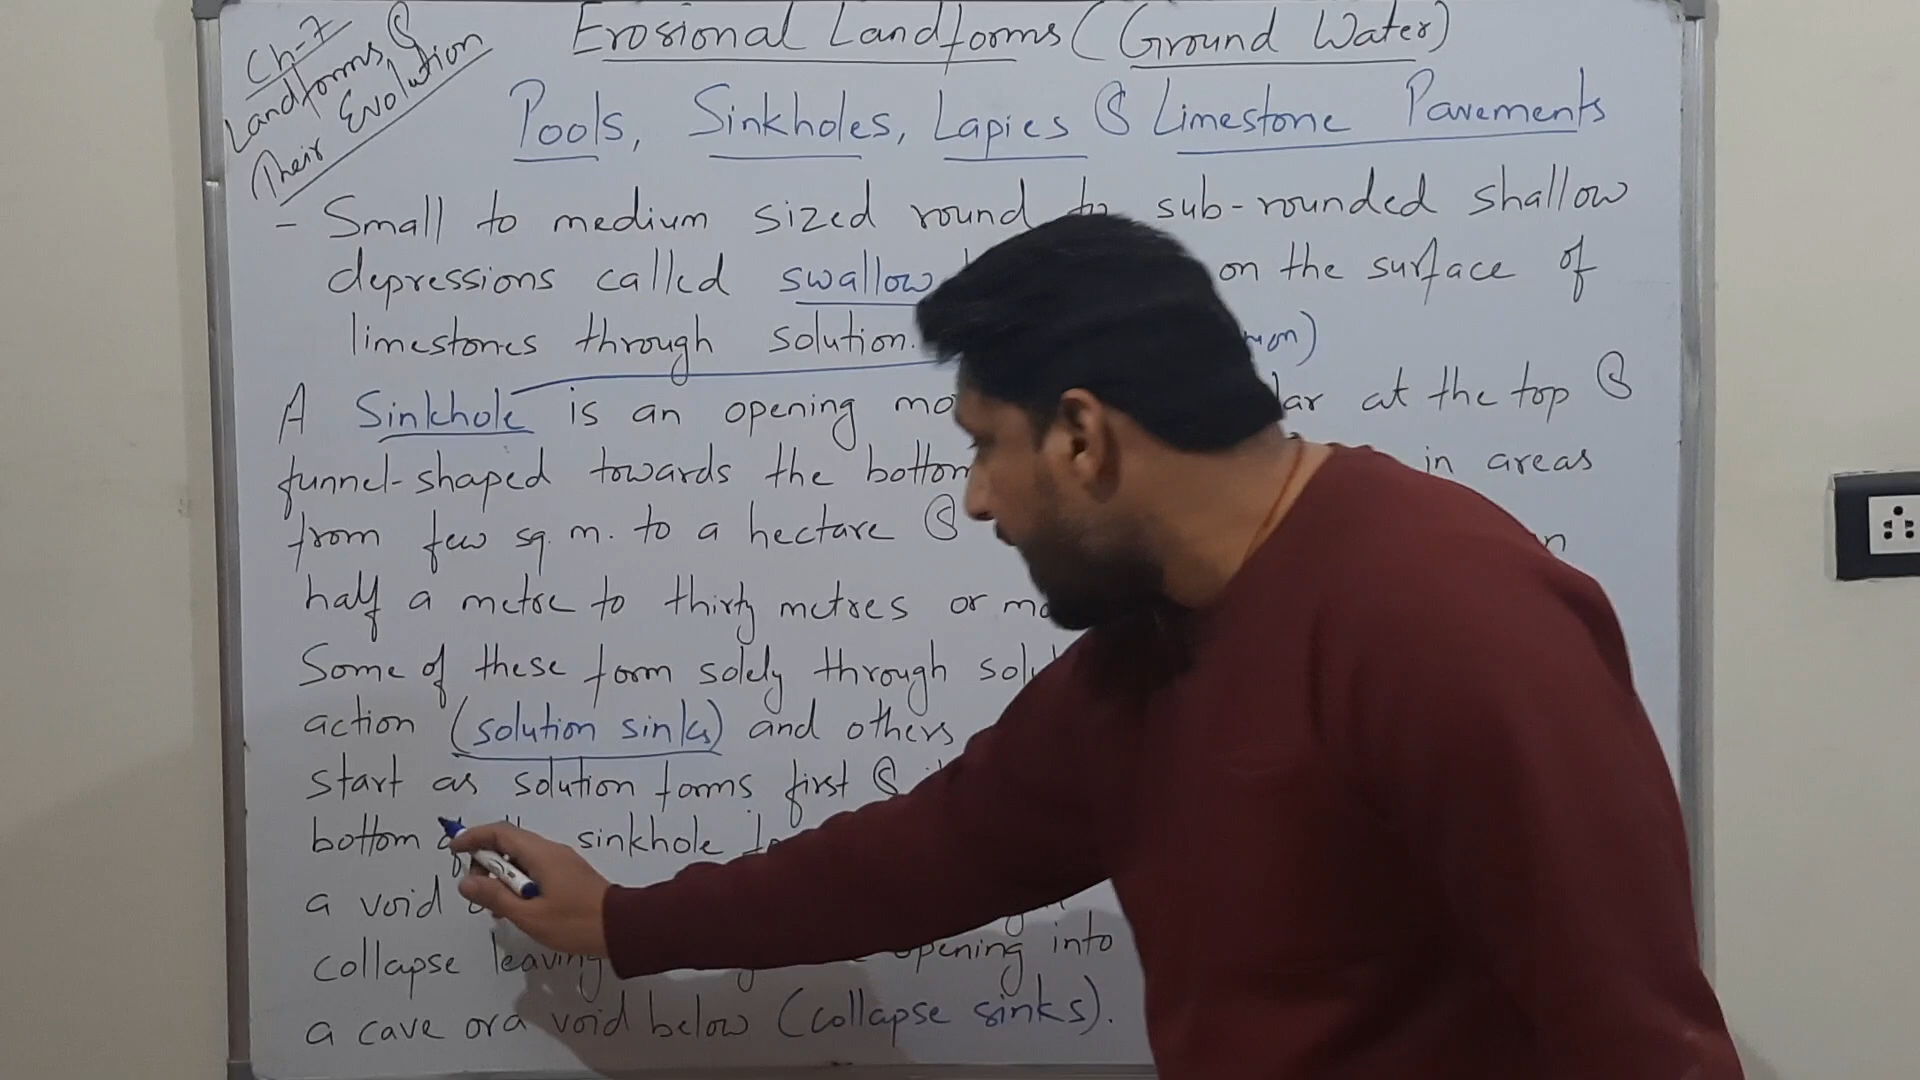 Ch-7
Landforms &
Their Evolution
Erosional Landforms (Ground Water)
Pools, Sinkholes, Lapies & Limestone Pavements
- Small to medium sized round to sub-rounded shallow
depressions called swallow on the surface of
limestones through solution.
A Sinkhole is an opening at the top &
funnel-shaped towards the bottom in areas
from few sq. m. to a hectare &
half a metre to thirty metres or
Some of these form solely through
action (solution sinks) and others
start as solution forms first &
bottom sinkhole
a void
collapse leaving opening into
a cave or a void below (collapse sinks).